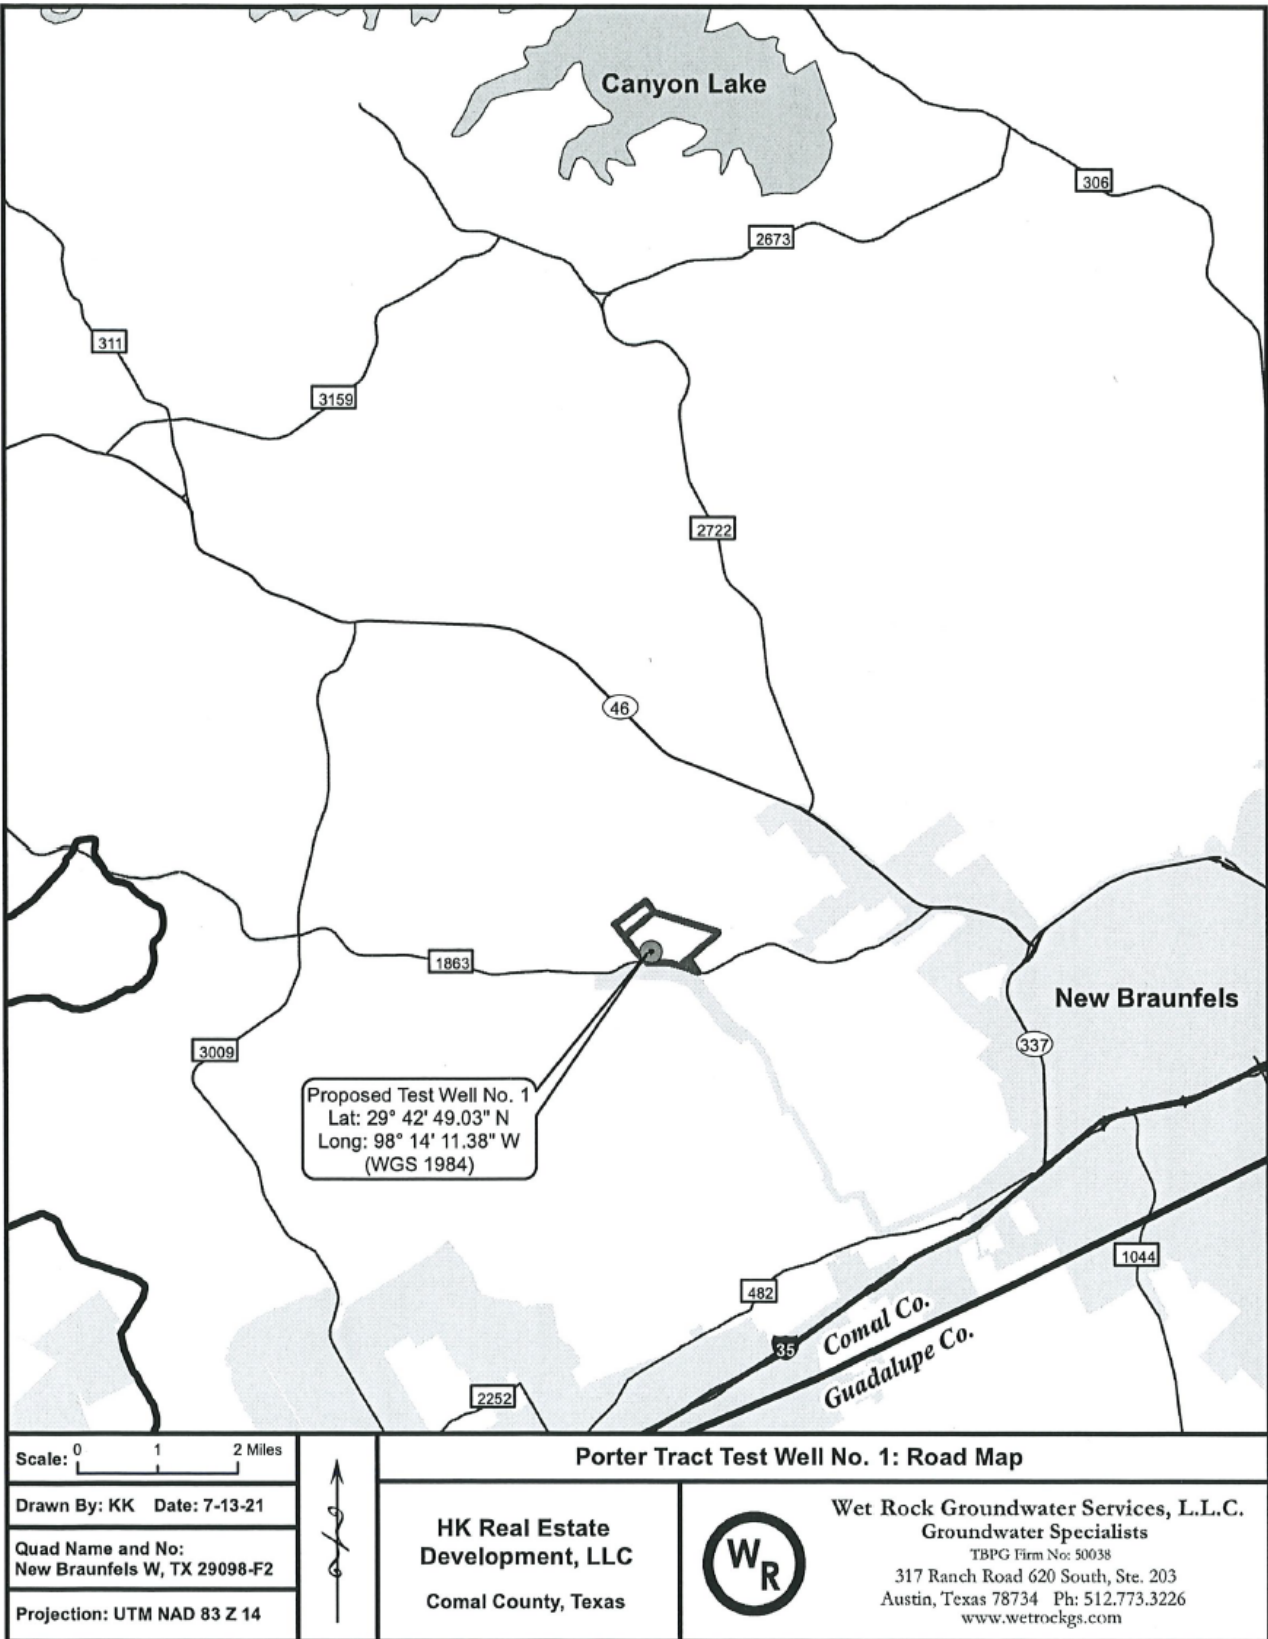 Canyon Lake
306
2673
311
3159
2722
46
1863
New Braunfels
337
3009
Proposed Test Well No. 1
Lat: 29° 42' 49.03" N
Long: 98° 14' 11.38" W
(WGS 1984)
1044
482
Comal Co.
35
Guadalupe Co.
2252
Scale: 0 1 2 Miles
Drawn By: KK Date: 7-13-21
Quad Name and No:
New Braunfels W, TX 29098-F2
Projection: UTM NAD 83 Z 14
Porter Tract Test Well No. 1: Road Map
HK Real Estate
Development, LLC
Comal County, Texas
WR
Wet Rock Groundwater Services, L.L.C.
Groundwater Specialists
TBPG Firm No: 50038
317 Ranch Road 620 South, Ste. 203
Austin, Texas 78734 Ph: 512.773.3226
www.wetrockgs.com